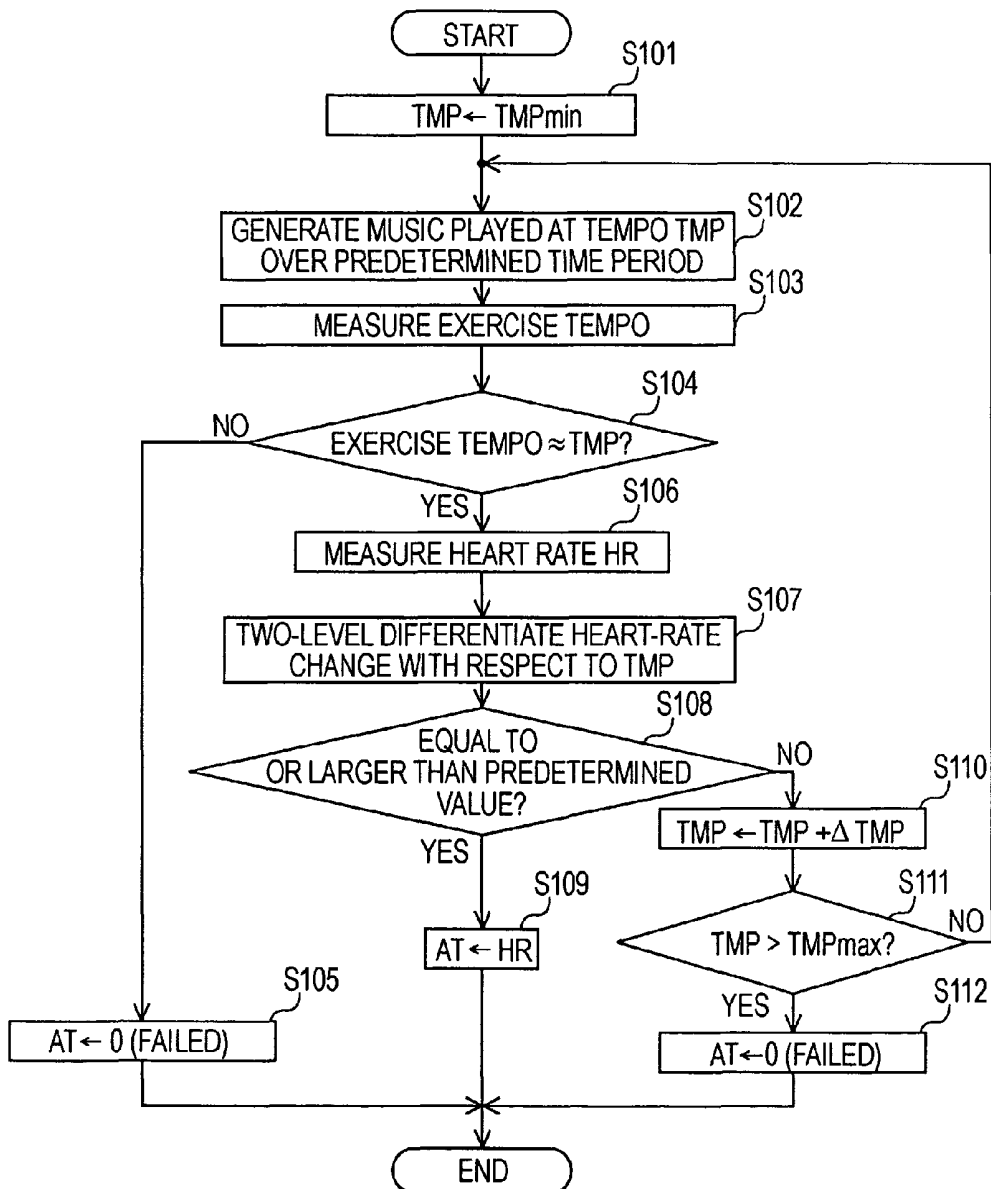 START
S101
TMP← TMPmin
S102
GENERATE MUSIC PLAYED AT TEMPO TMP
OVER PREDETERMINED TIME PERIOD
S103
MEASURE EXERCISE TEMPO
S104
NO
EXERCISE TEMPO ≈ TMP?
YES
S106
MEASURE HEART RATE HR
S107
TWO-LEVEL DIFFERENTIATE HEART-RATE
CHANGE WITH RESPECT TO TMP
S108
EQUAL TO
OR LARGER THAN PREDETERMINED
VALUE?
NO
YES
S110
TMP ← TMP +Δ TMP
S109
AT ← HR
S111
TMP > TMPmax?
NO
YES
S105
AT← 0 (FAILED)
S112
AT←0 (FAILED)
END